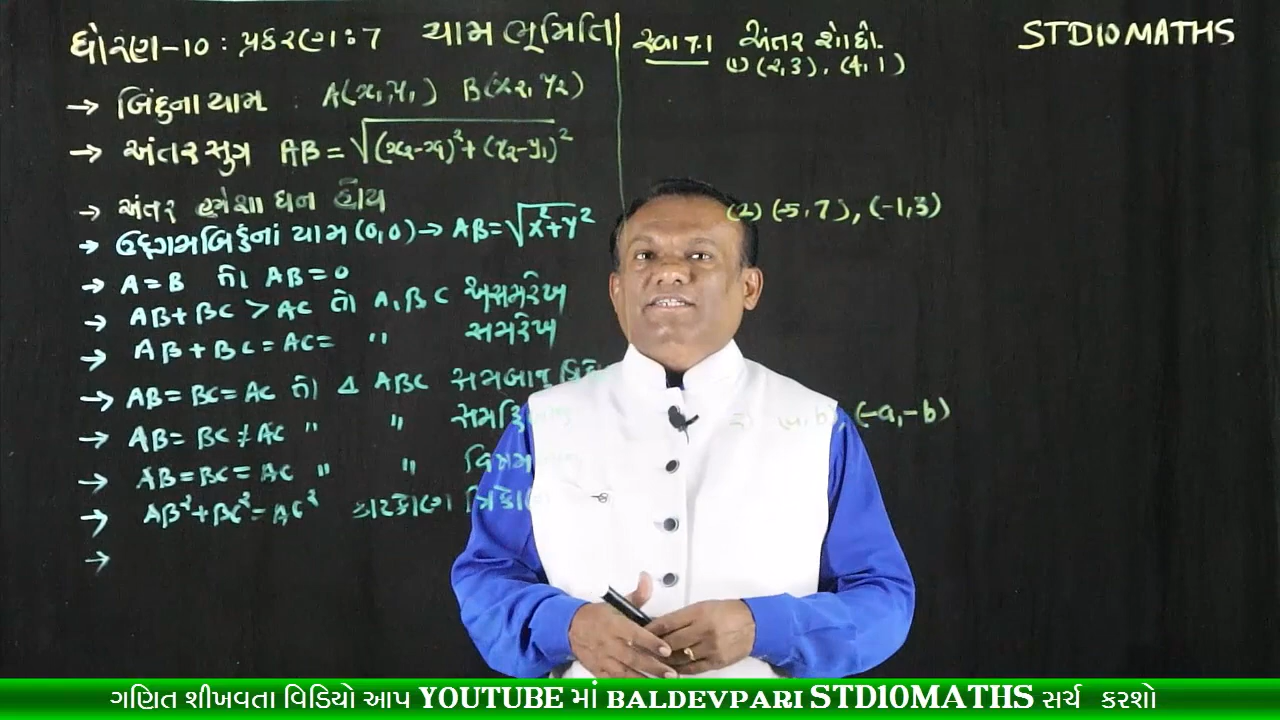 ધોરણ-10 : પ્રકરણ : 7 યામ ભૂમિતિ
→ બિંદુના યામ : A(x₁, y₁) B(x₂, y₂)
→ અંતરસુત્ર AB = √(x₂-x₁)²+(y₂-y₁)²
→ અંતર હંમેશા ધન હોય
→ ઉદ્દગમબિંદુનાં યામ (0,0) → AB = √x²+y²
→ A = B તો AB = 0
→ AB + BC > AC તો A, B C અસમરેખ
→ AB + BC = AC = " સમરેખ
→ AB = BC = AC તો Δ ABC સમબાજુ
→ AB = BC ≠ AC " "
→ AB = BC = AC " "
→ AB² + BC² = AC² કાટકોણ
→
સ્વા 7.1 અંતર શોધો.
(1) (2,3), (4,1)
(2) (-5,7), (-1,3)
b), (-a,-b)
STD10MATHS
ગણિત શીખવતા વિડિયો આપ YOUTUBE માં BALDEVPARI STD10MATHS સર્ચ કરશો